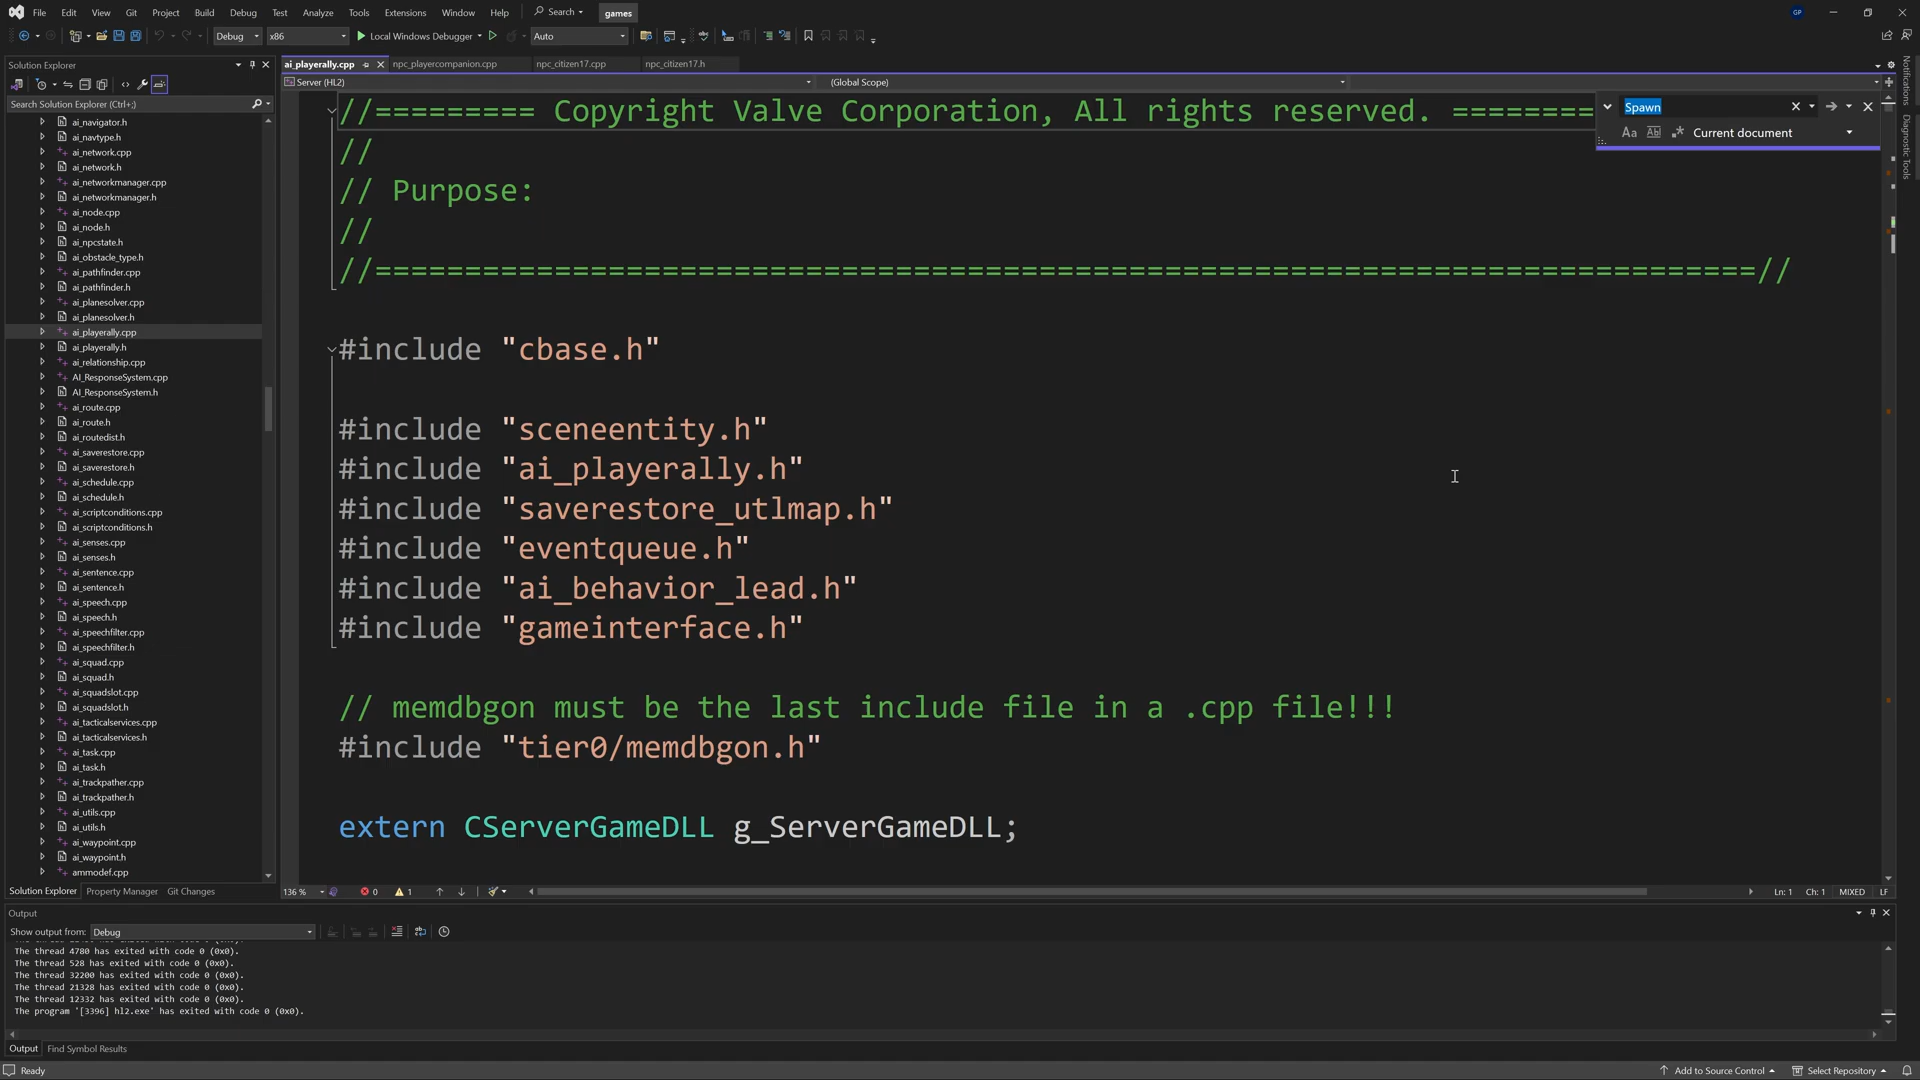 File Edit View Git Project Build Debug Test Analyze Tools Extensions Window Help Search games GP
Debug x86 Local Windows Debugger Auto
Solution Explorer
Search Solution Explorer (Ctrl+;)
ai_navigator.h
ai_navtype.h
ai_network.cpp
ai_network.h
ai_networkmanager.cpp
ai_networkmanager.h
ai_node.cpp
ai_node.h
ai_npcstate.h
ai_obstacle_type.h
ai_pathfinder.cpp
ai_pathfinder.h
ai_planesolver.cpp
ai_planesolver.h
ai_playerally.cpp
ai_playerally.h
ai_relationship.cpp
AI_ResponseSystem.cpp
AI_ResponseSystem.h
ai_route.cpp
ai_route.h
ai_routedist.h
ai_saverestore.cpp
ai_saverestore.h
ai_schedule.cpp
ai_schedule.h
ai_scriptconditions.cpp
ai_scriptconditions.h
ai_senses.cpp
ai_senses.h
ai_sentence.cpp
ai_sentence.h
ai_speech.cpp
ai_speech.h
ai_speechfilter.cpp
ai_speechfilter.h
ai_squad.cpp
ai_squad.h
ai_squadslot.cpp
ai_squadslot.h
ai_tacticalservices.cpp
ai_tacticalservices.h
ai_task.cpp
ai_task.h
ai_trackpather.cpp
ai_trackpather.h
ai_utils.cpp
ai_utils.h
ai_waypoint.cpp
ai_waypoint.h
ammodef.cpp
Solution Explorer Property Manager Git Changes
ai_playerally.cpp npc_playercompanion.cpp npc_citizen17.cpp npc_citizen17.h
Server (HL2) (Global Scope)
Spawn
Aa Ab .* Current document
//========= Copyright Valve Corporation, All rights reserved. ========
//
// Purpose:
//
//=============================================================================//
#include "cbase.h"
#include "sceneentity.h"
#include "ai_playerally.h"
#include "saverestore_utlmap.h"
#include "eventqueue.h"
#include "ai_behavior_lead.h"
#include "gameinterface.h"
// memdbgon must be the last include file in a .cpp file!!!
#include "tier0/memdbgon.h"
extern CServerGameDLL g_ServerGameDLL;
136 % 0 1 Ln: 1 Ch: 1 MIXED LF
Notifications
Diagnostic Tools
Output
Show output from: Debug
The thread 4780 has exited with code 0 (0x0).
The thread 528 has exited with code 0 (0x0).
The thread 32200 has exited with code 0 (0x0).
The thread 21328 has exited with code 0 (0x0).
The thread 12332 has exited with code 0 (0x0).
The program '[3396] hl2.exe' has exited with code 0 (0x0).
Output Find Symbol Results
Ready Add to Source Control Select Repository